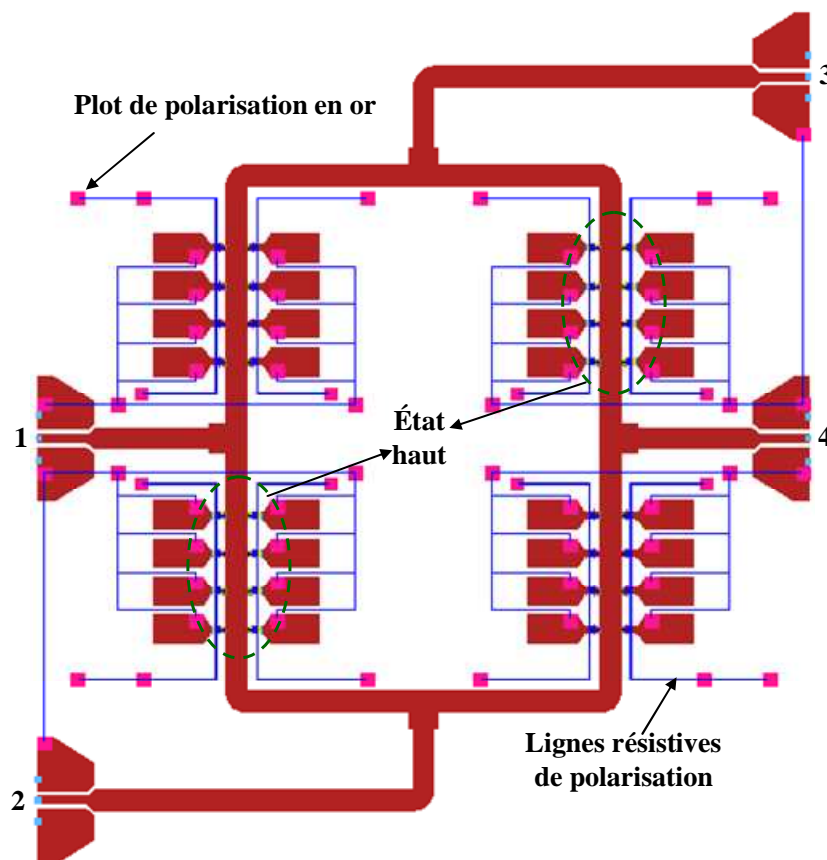 3
Plot de polarisation en or
1
État
haut
4
Lignes résistives
de polarisation
2